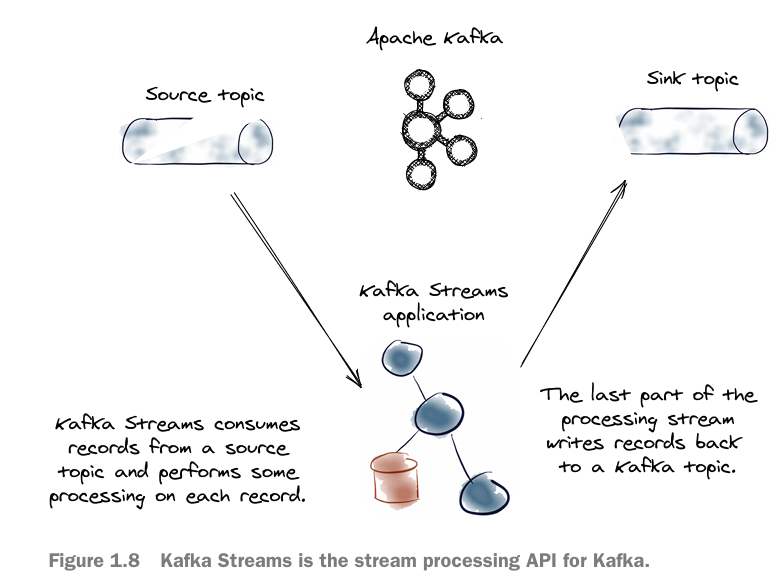 Apache Kafka
Source topic
Sink topic
Kafka Streams
application
Kafka Streams consumes
records from a source
topic and performs some
processing on each record.
The last part of the
processing stream
writes records back
to a Kafka topic.
Figure 1.8 Kafka Streams is the stream processing API for Kafka.